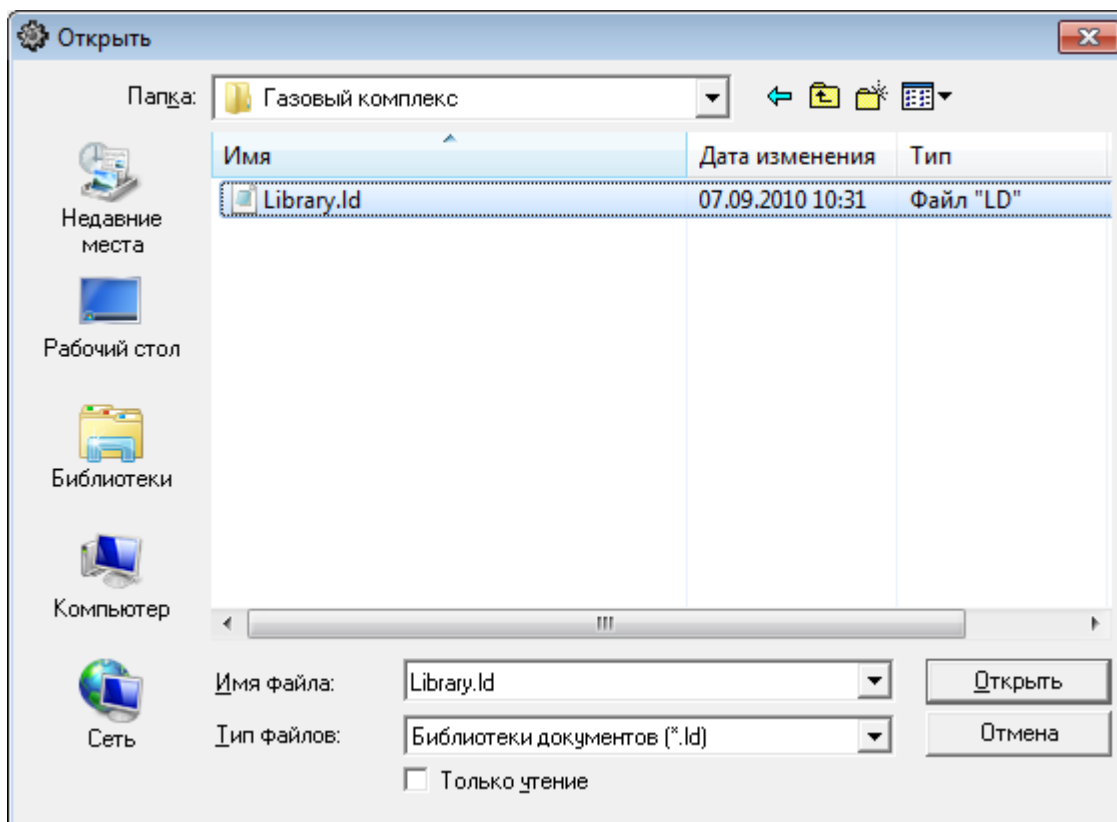 Открыть
Папка: Газовый комплекс
Имя Дата изменения Тип
Library.ld 07.09.2010 10:31 Файл "LD"
Недавние
места
Рабочий стол
Библиотеки
Компьютер
Сеть
Имя файла: Library.ld Открыть
Тип файлов: Библиотеки документов (*.ld) Отмена
Только чтение